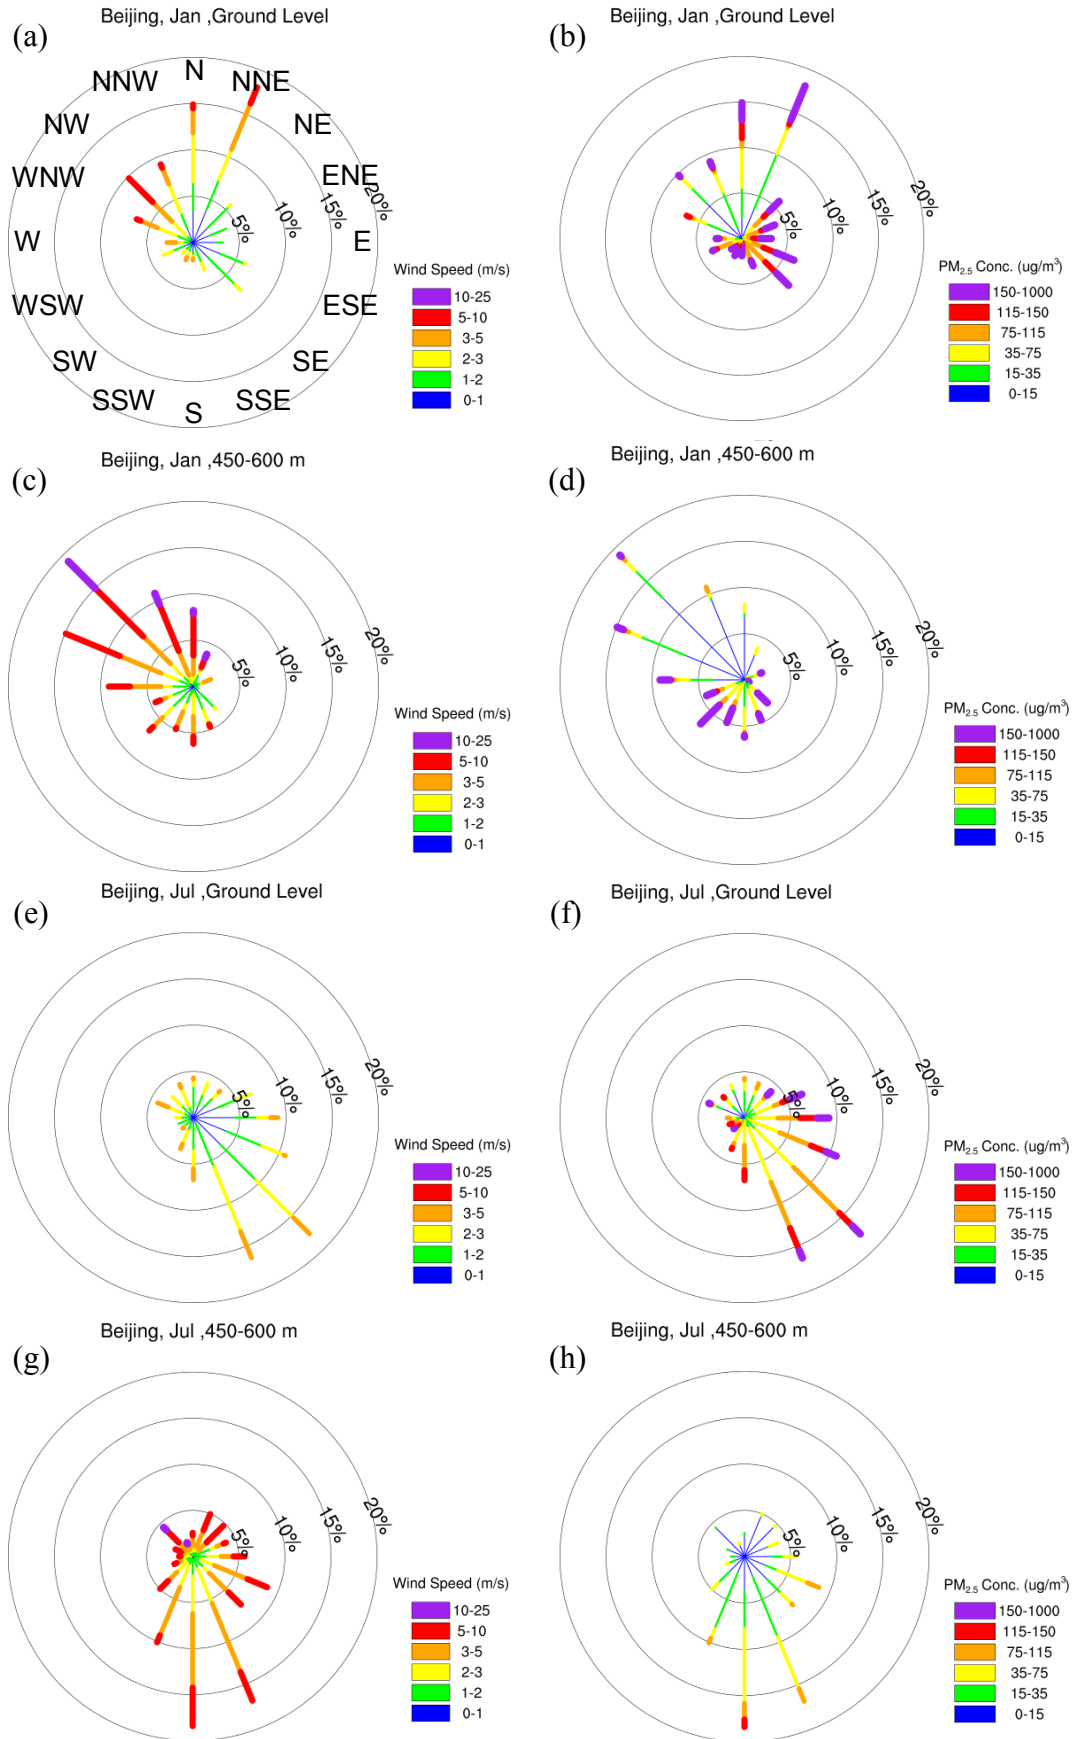 Beijing, Jan ,Ground Level
(a)
N
NNE
NE
ENE
E
ESE
SE
SSE
S
SSW
SW
WSW
W
WNW
NW
NNW
5%
10%
15%
20%
Wind Speed (m/s)
10-25
5-10
3-5
2-3
1-2
0-1
Beijing, Jan ,Ground Level
(b)
5%
10%
15%
20%
PM2.5 Conc. (ug/m3)
150-1000
115-150
75-115
35-75
15-35
0-15
Beijing, Jan ,450-600 m
(c)
5%
10%
15%
20%
Wind Speed (m/s)
10-25
5-10
3-5
2-3
1-2
0-1
Beijing, Jan ,450-600 m
(d)
5%
10%
15%
20%
PM2.5 Conc. (ug/m3)
150-1000
115-150
75-115
35-75
15-35
0-15
Beijing, Jul ,Ground Level
(e)
5%
10%
15%
20%
Wind Speed (m/s)
10-25
5-10
3-5
2-3
1-2
0-1
Beijing, Jul ,Ground Level
(f)
5%
10%
15%
20%
PM2.5 Conc. (ug/m3)
150-1000
115-150
75-115
35-75
15-35
0-15
Beijing, Jul ,450-600 m
(g)
5%
10%
15%
20%
Wind Speed (m/s)
10-25
5-10
3-5
2-3
1-2
0-1
Beijing, Jul ,450-600 m
(h)
5%
10%
15%
20%
PM2.5 Conc. (ug/m3)
150-1000
115-150
75-115
35-75
15-35
0-15